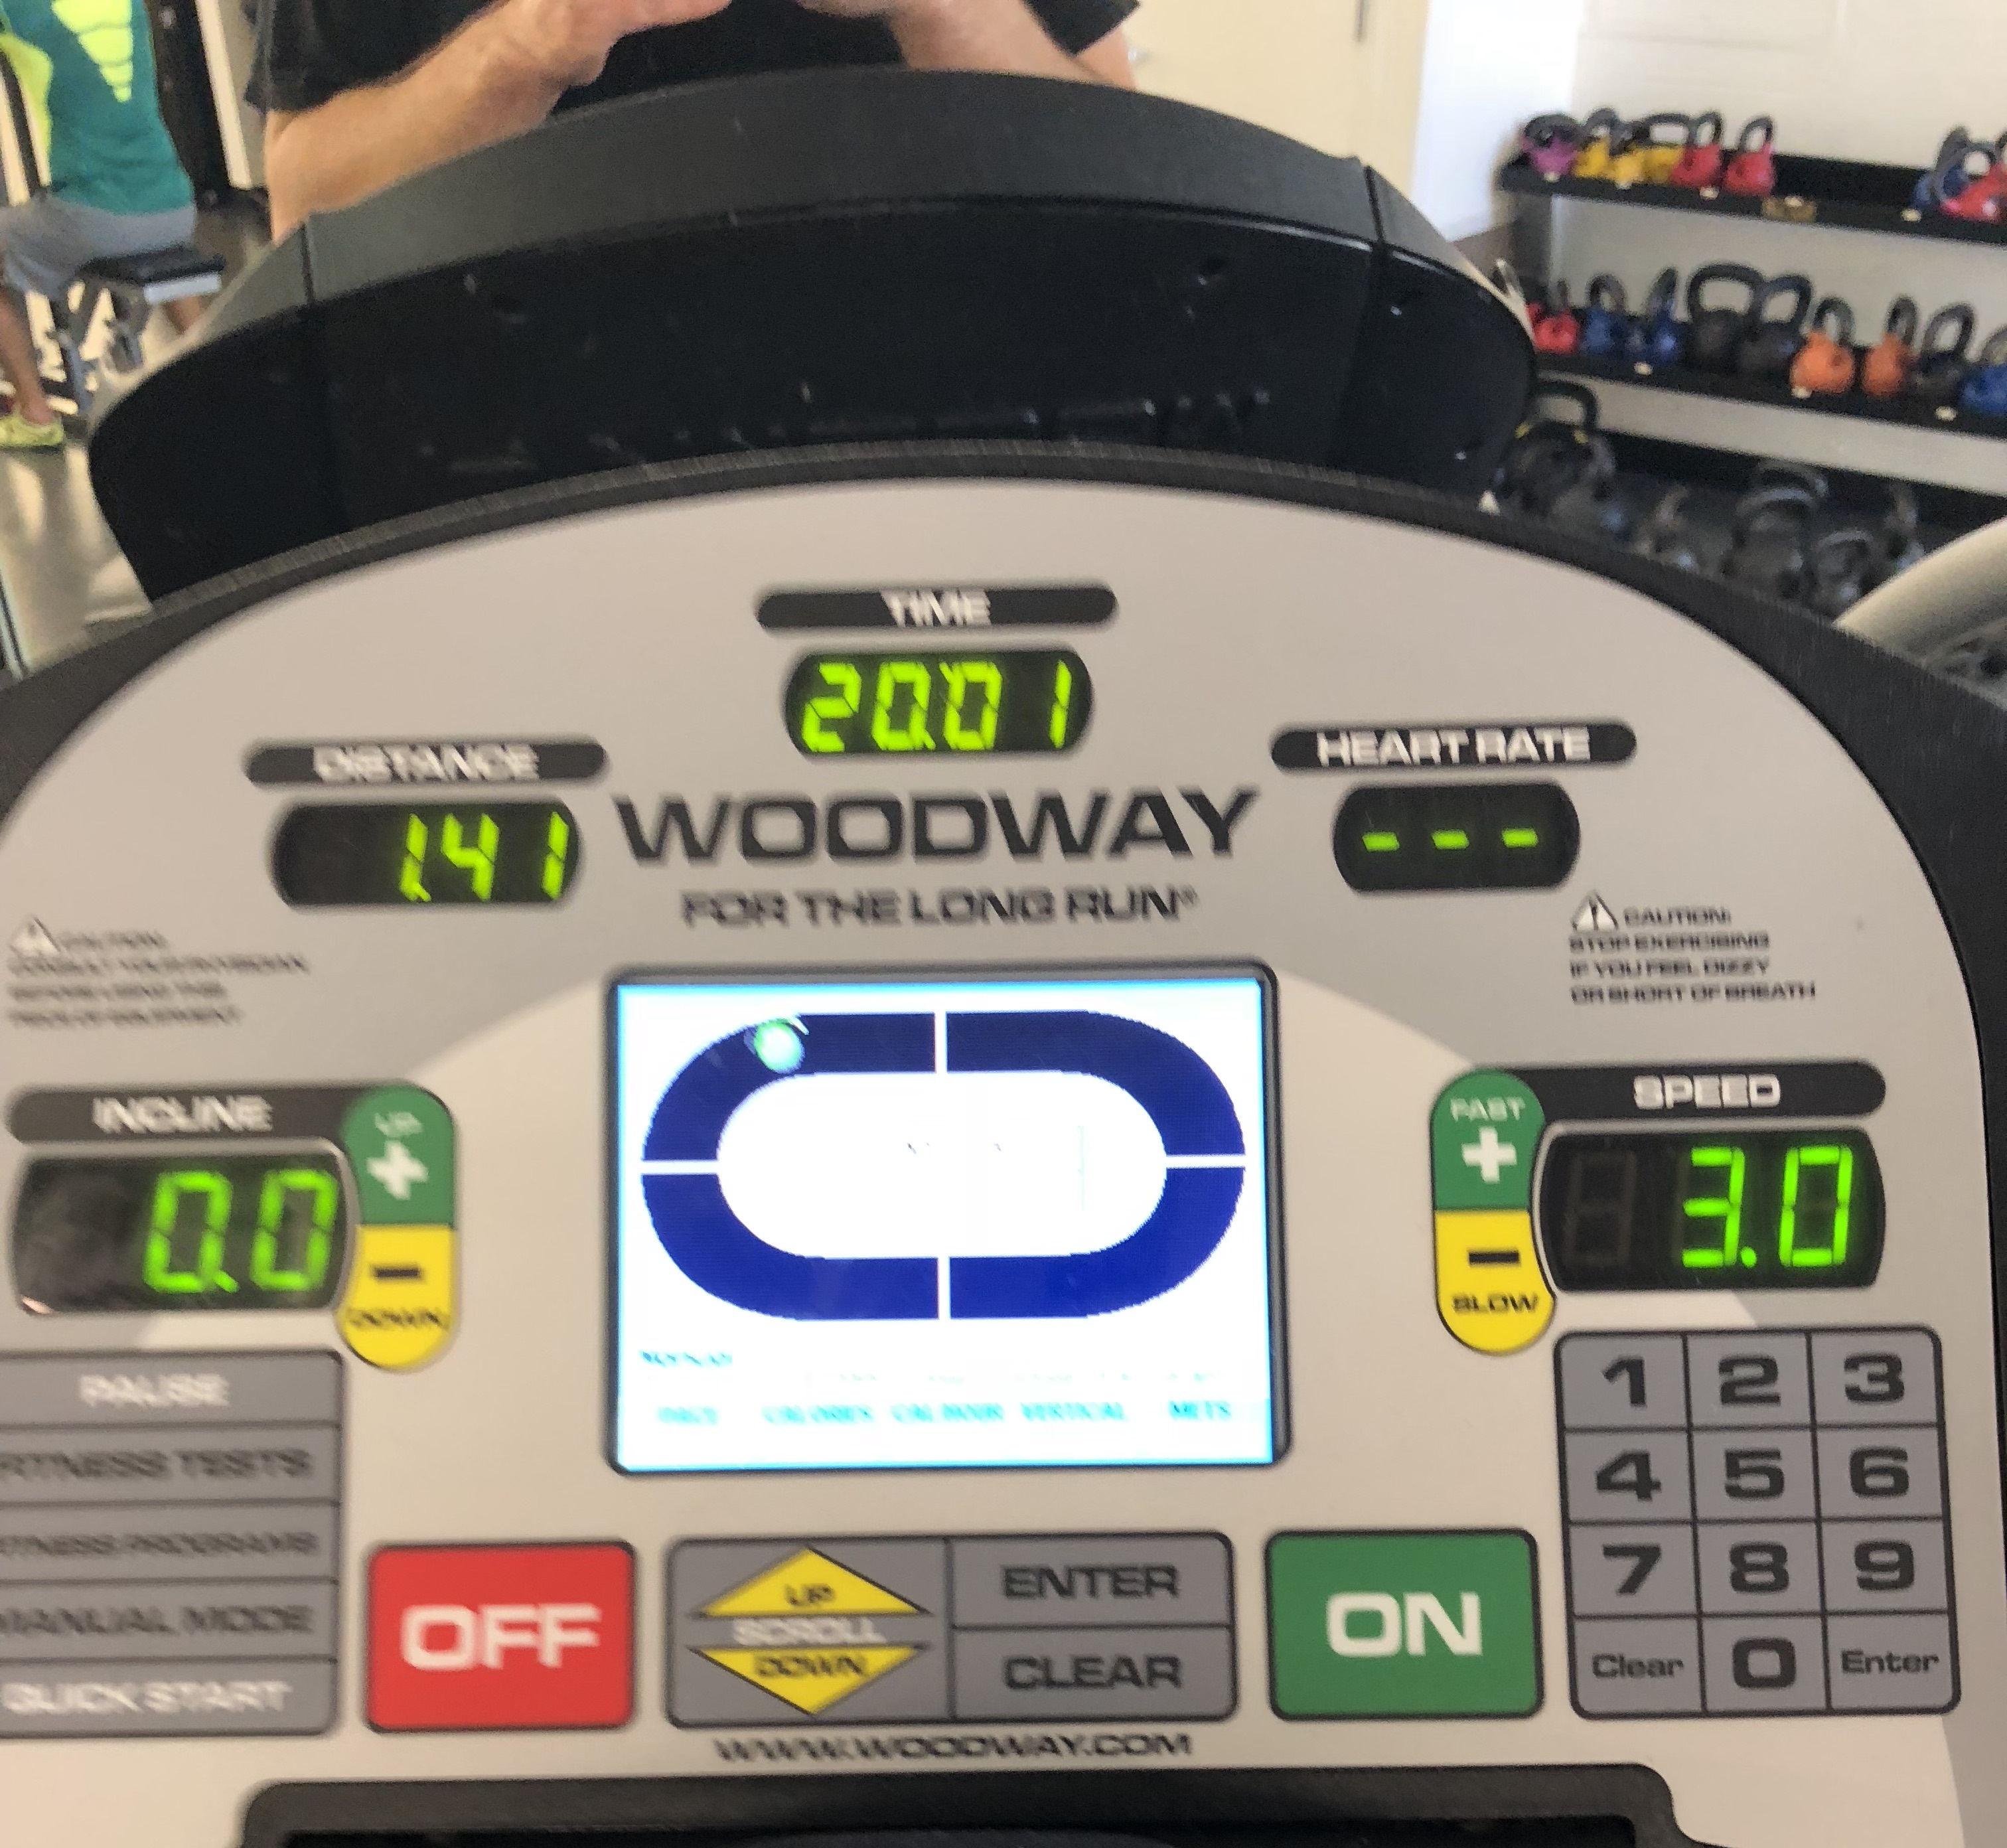 TIME
20:01
DISTANCE
1.41
HEART RATE
- - -
WOODWAY
FOR THE LONG RUN®
CAUTION:
CAUTION:
STOP EXERCISING
IF YOU FEEL DIZZY
OR SHORT OF BREATH
INCLINE
UP
+
0.0
-
DOWN
SPEED
FAST
+
3.0
-
SLOW
CALORIES CAL/HOUR VERTICAL METS
PAUSE
FITNESS TESTS
FITNESS PROGRAMS
MANUAL MODE
QUICK START
OFF
UP
SCROLL
DOWN
ENTER
CLEAR
ON
1 2 3
4 5 6
7 8 9
Clear 0 Enter
WWW.WOODWAY.COM